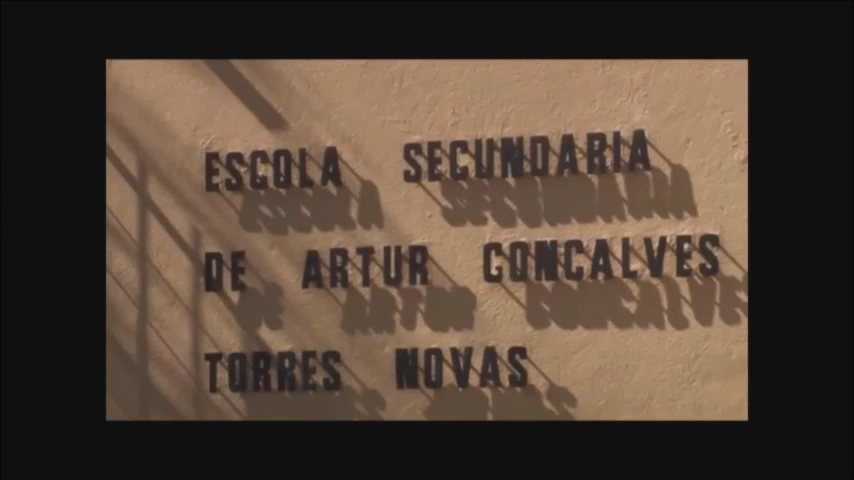 ESCOLA SECUNDARIA
DE ARTUR GONCALVES
TORRES NOVAS